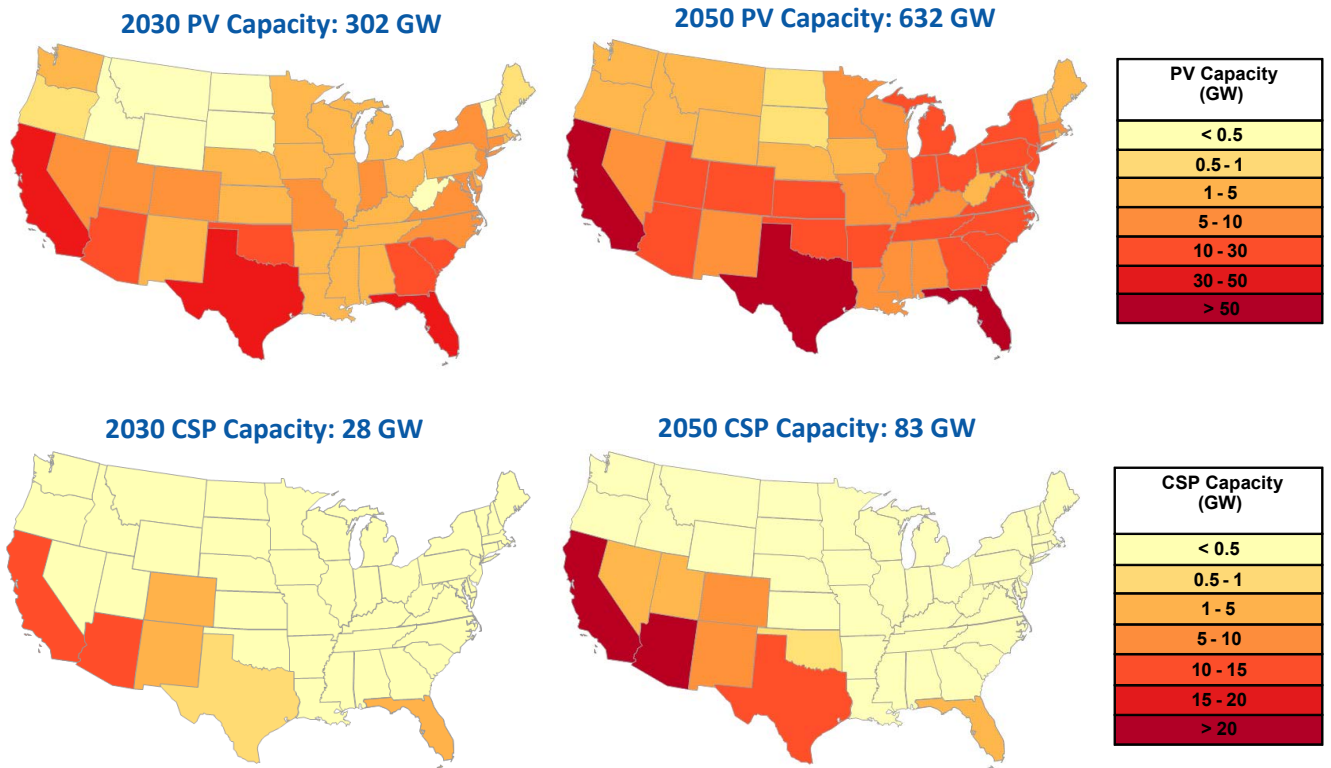 2030 PV Capacity: 302 GW
2050 PV Capacity: 632 GW
PV Capacity
(GW)
< 0.5
0.5 - 1
1 - 5
5 - 10
10 - 30
30 - 50
> 50
2030 CSP Capacity: 28 GW
2050 CSP Capacity: 83 GW
CSP Capacity
(GW)
< 0.5
0.5 - 1
1 - 5
5 - 10
10 - 15
15 - 20
> 20